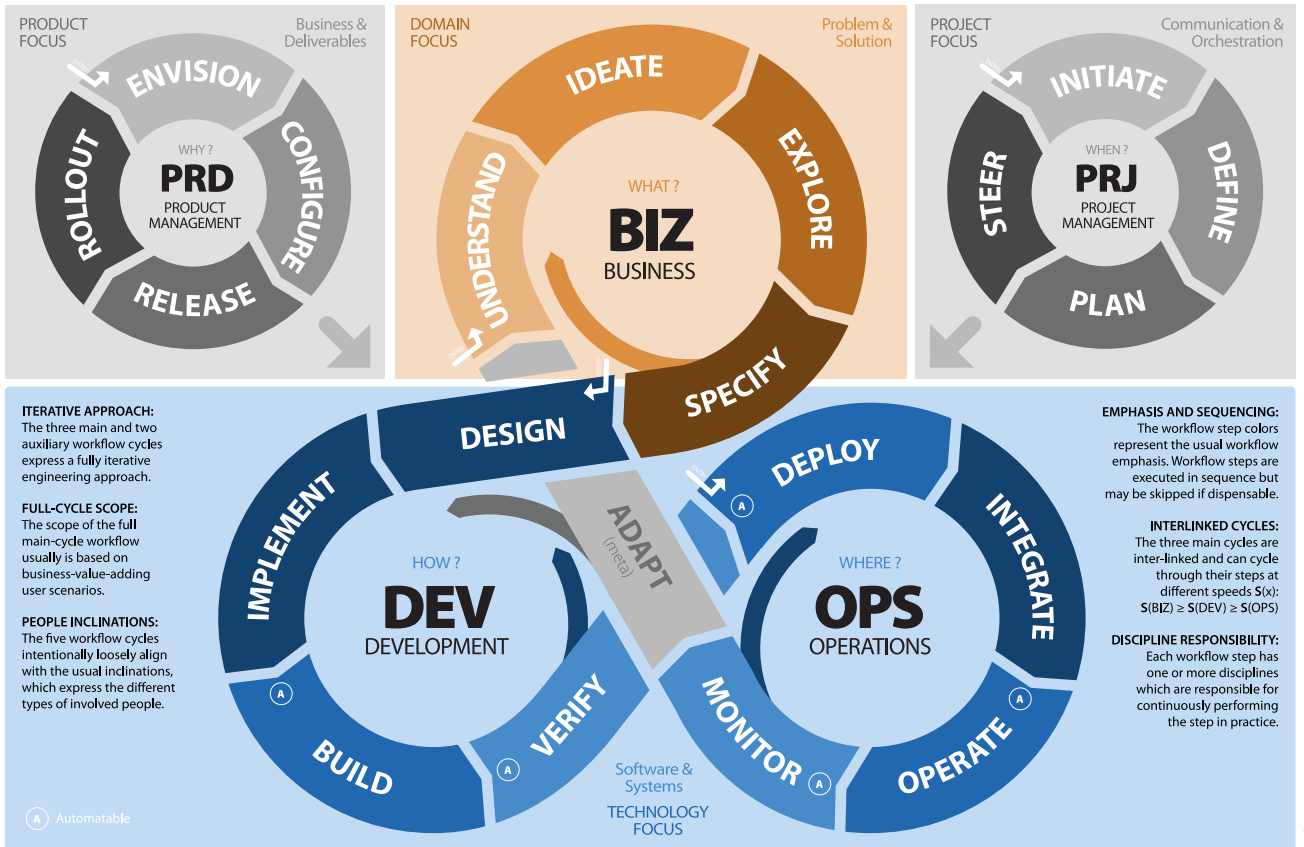 PRODUCT
FOCUS
Business &
Deliverables
ENTRY
ENVISION
CONFIGURE
RELEASE
ROLLOUT
WHY ?
PRD
PRODUCT
MANAGEMENT
DOMAIN
FOCUS
Problem &
Solution
ENTRY
UNDERSTAND
IDEATE
EXPLORE
SPECIFY
WHAT ?
BIZ
BUSINESS
PROJECT
FOCUS
Communication &
Orchestration
ENTRY
INITIATE
DEFINE
PLAN
STEER
WHEN ?
PRJ
PROJECT
MANAGEMENT
ITERATIVE APPROACH:
The three main and two
auxiliary workflow cycles
express a fully iterative
engineering approach.
FULL-CYCLE SCOPE:
The scope of the full
main-cycle workflow
usually is based on
business-value-adding
user scenarios.
PEOPLE INCLINATIONS:
The five workflow cycles
intentionally loosely align
with the usual inclinations,
which express the different
types of involved people.
A Automatable
ENTRY
DESIGN
IMPLEMENT
A
BUILD
A
VERIFY
HOW ?
DEV
DEVELOPMENT
ADAPT
(meta)
ENTRY
DEPLOY
A
INTEGRATE
OPERATE
A
MONITOR
A
WHERE ?
OPS
OPERATIONS
Software &
Systems
TECHNOLOGY
FOCUS
EMPHASIS AND SEQUENCING:
The workflow step colors
represent the usual workflow
emphasis. Workflow steps are
executed in sequence but
may be skipped if dispensable.
INTERLINKED CYCLES:
The three main cycles are
inter-linked and can cycle
through their steps at
different speeds S(x):
S(BIZ) ≥ S(DEV) ≥ S(OPS)
DISCIPLINE RESPONSIBILITY:
Each workflow step has
one or more disciplines
which are responsible for
continuously performing
the step in practice.